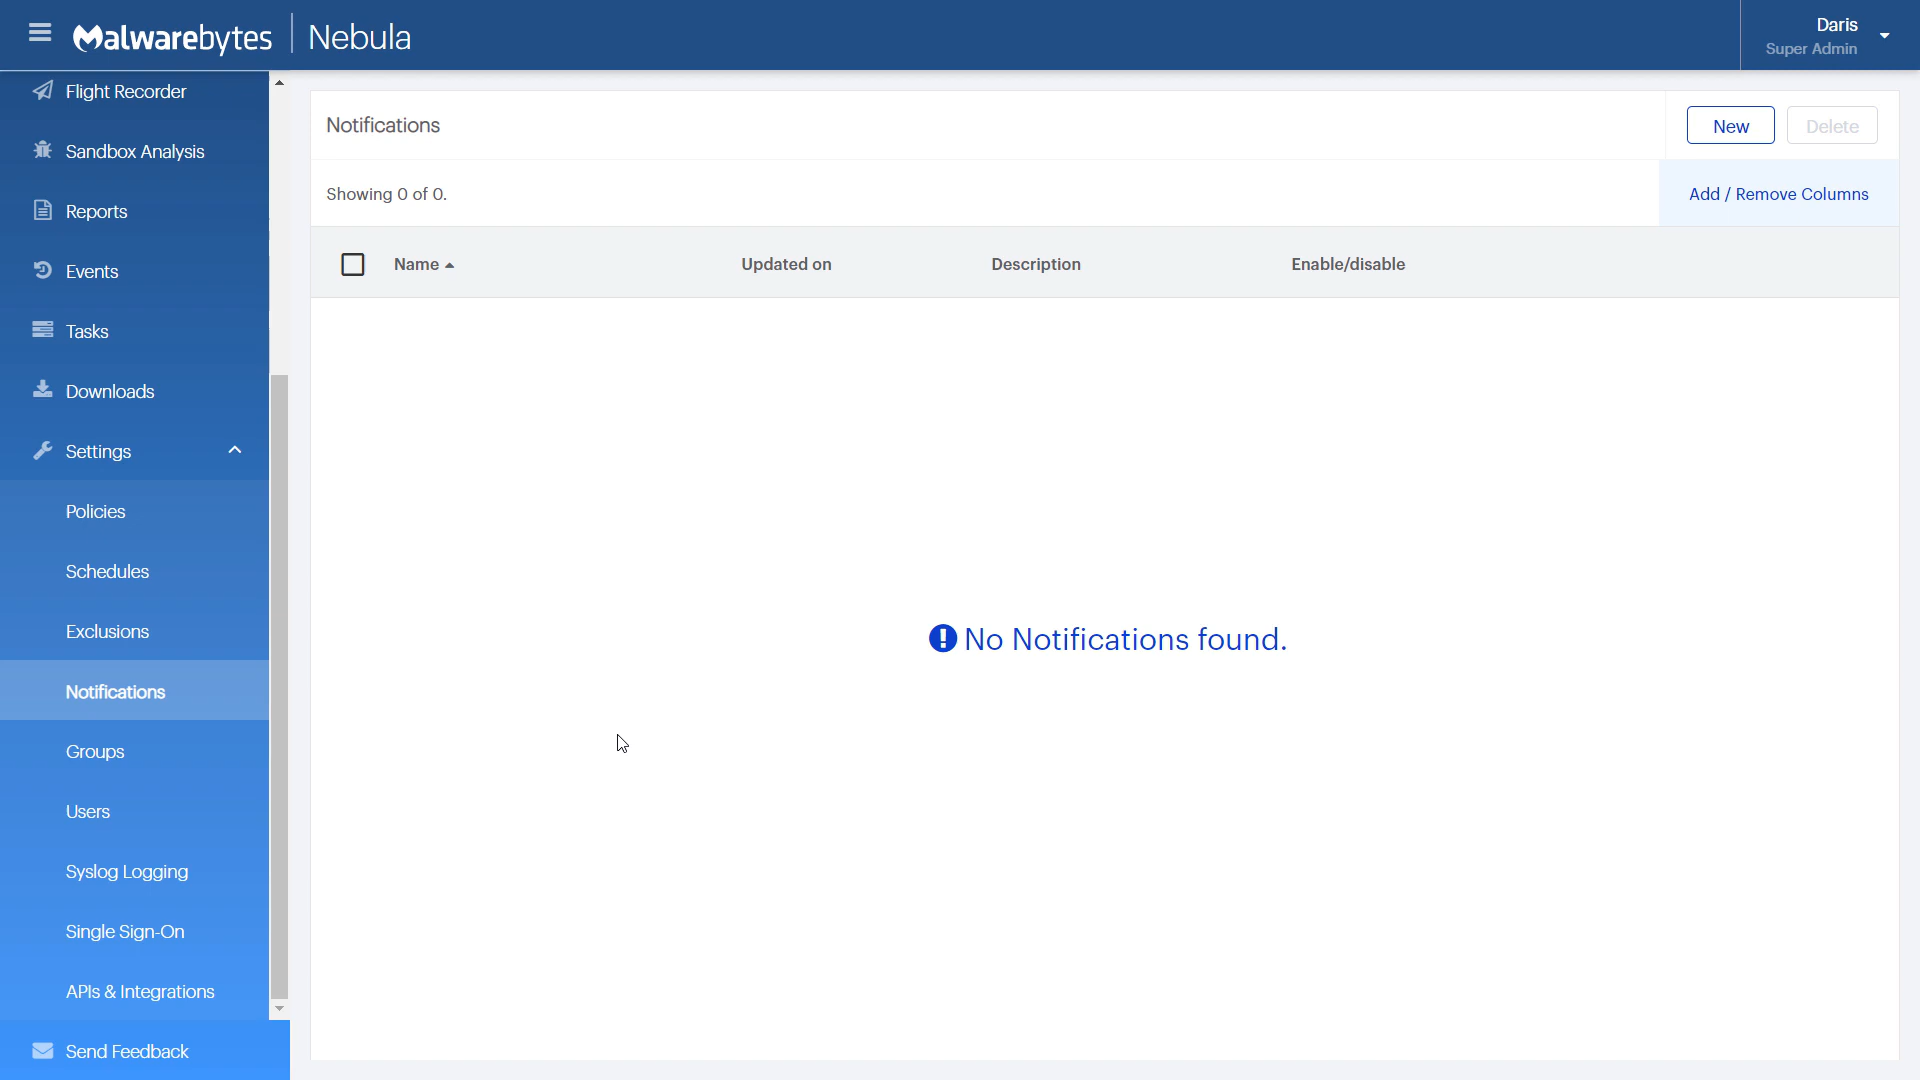 Malwarebytes | Nebula
Daris
Super Admin
Flight Recorder
Sandbox Analysis
Reports
Events
Tasks
Downloads
Settings
Policies
Schedules
Exclusions
Notifications
Groups
Users
Syslog Logging
Single Sign-On
APIs & Integrations
Send Feedback
Notifications
New
Delete
Showing 0 of 0.
Add / Remove Columns
Name
Updated on
Description
Enable/disable
No Notifications found.